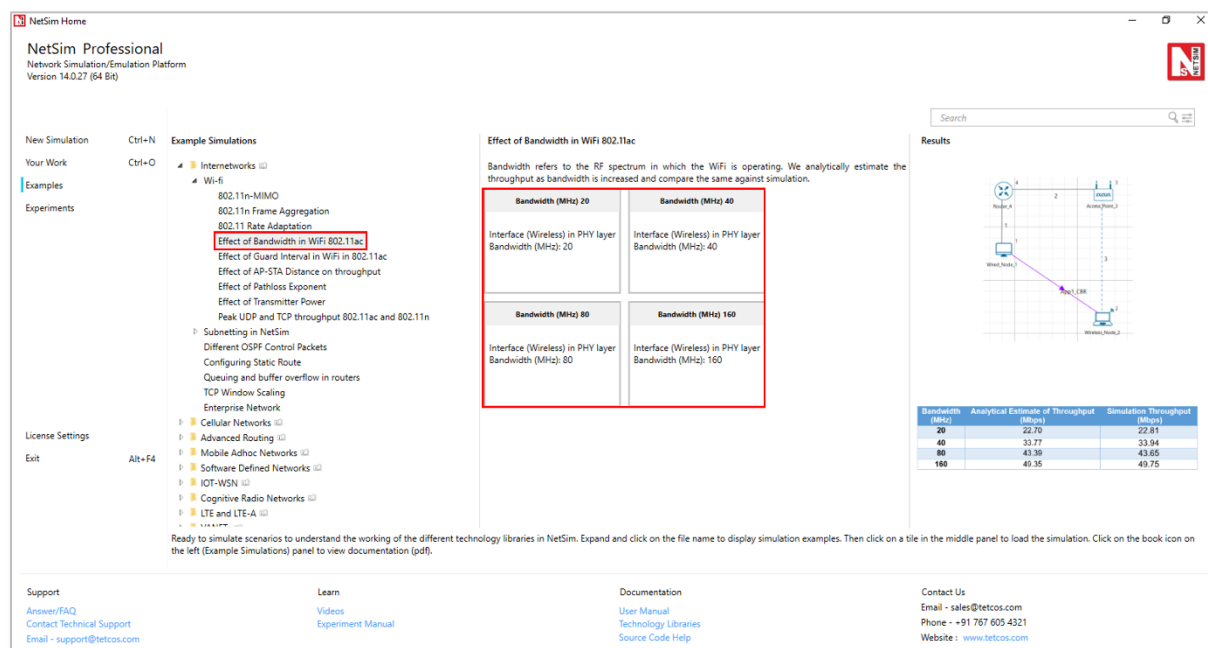 NetSim Home
NetSim Professional
Network Simulation/Emulation Platform
Version 14.0.27 (64 Bit)
NETSIM
Search
New Simulation Ctrl+N
Your Work Ctrl+O
Examples
Experiments
License Settings
Exit Alt+F4
Example Simulations
Internetworks
Wi-fi
802.11n-MIMO
802.11n Frame Aggregation
802.11 Rate Adaptation
Effect of Bandwidth in WiFi 802.11ac
Effect of Guard Interval in WiFi in 802.11ac
Effect of AP-STA Distance on throughput
Effect of Pathloss Exponent
Effect of Transmitter Power
Peak UDP and TCP throughput 802.11ac and 802.11n
Subnetting in NetSim
Different OSPF Control Packets
Configuring Static Route
Queuing and buffer overflow in routers
TCP Window Scaling
Enterprise Network
Cellular Networks
Advanced Routing
Mobile Adhoc Networks
Software Defined Networks
IOT-WSN
Cognitive Radio Networks
LTE and LTE-A
Effect of Bandwidth in WiFi 802.11ac
Bandwidth refers to the RF spectrum in which the WiFi is operating. We analytically estimate the
throughput as bandwidth is increased and compare the same against simulation.
Bandwidth (MHz) 20
Interface (Wireless) in PHY layer
Bandwidth (MHz): 20
Bandwidth (MHz) 40
Interface (Wireless) in PHY layer
Bandwidth (MHz): 40
Bandwidth (MHz) 80
Interface (Wireless) in PHY layer
Bandwidth (MHz): 80
Bandwidth (MHz) 160
Interface (Wireless) in PHY layer
Bandwidth (MHz): 160
Results
4
2
Router_4
Access_Point_3
1
1
3
Wired_Node_1
App1_CBR
2
Wireless_Node_2
Bandwidth (MHz) Analytical Estimate of Throughput (Mbps) Simulation Throughput (Mbps)
20 22.70 22.81
40 33.77 33.94
80 43.39 43.65
160 49.35 49.75
Ready to simulate scenarios to understand the working of the different technology libraries in NetSim. Expand and click on the file name to display simulation examples. Then click on a tile in the middle panel to load the simulation. Click on the book icon on
the left (Example Simulations) panel to view documentation (pdf).
Support
Answer/FAQ
Contact Technical Support
Email - support@tetcos.com
Learn
Videos
Experiment Manual
Documentation
User Manual
Technology Libraries
Source Code Help
Contact Us
Email - sales@tetcos.com
Phone - +91 767 605 4321
Website : www.tetcos.com